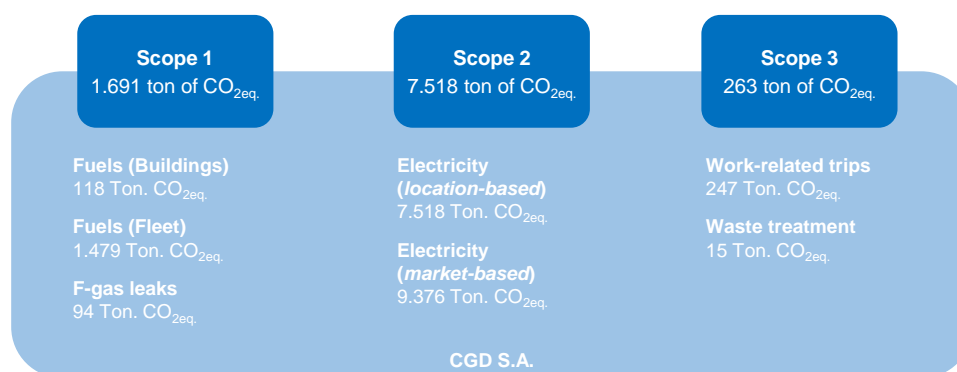 Scope 1
1.691 ton of CO2eq.
Scope 2
7.518 ton of CO2eq.
Scope 3
263 ton of CO2eq.
Fuels (Buildings)
118 Ton. CO2eq.
Fuels (Fleet)
1.479 Ton. CO2eq.
F-gas leaks
94 Ton. CO2eq.
Electricity
(location-based)
7.518 Ton. CO2eq.
Electricity
(market-based)
9.376 Ton. CO2eq.
Work-related trips
247 Ton. CO2eq.
Waste treatment
15 Ton. CO2eq.
CGD S.A.